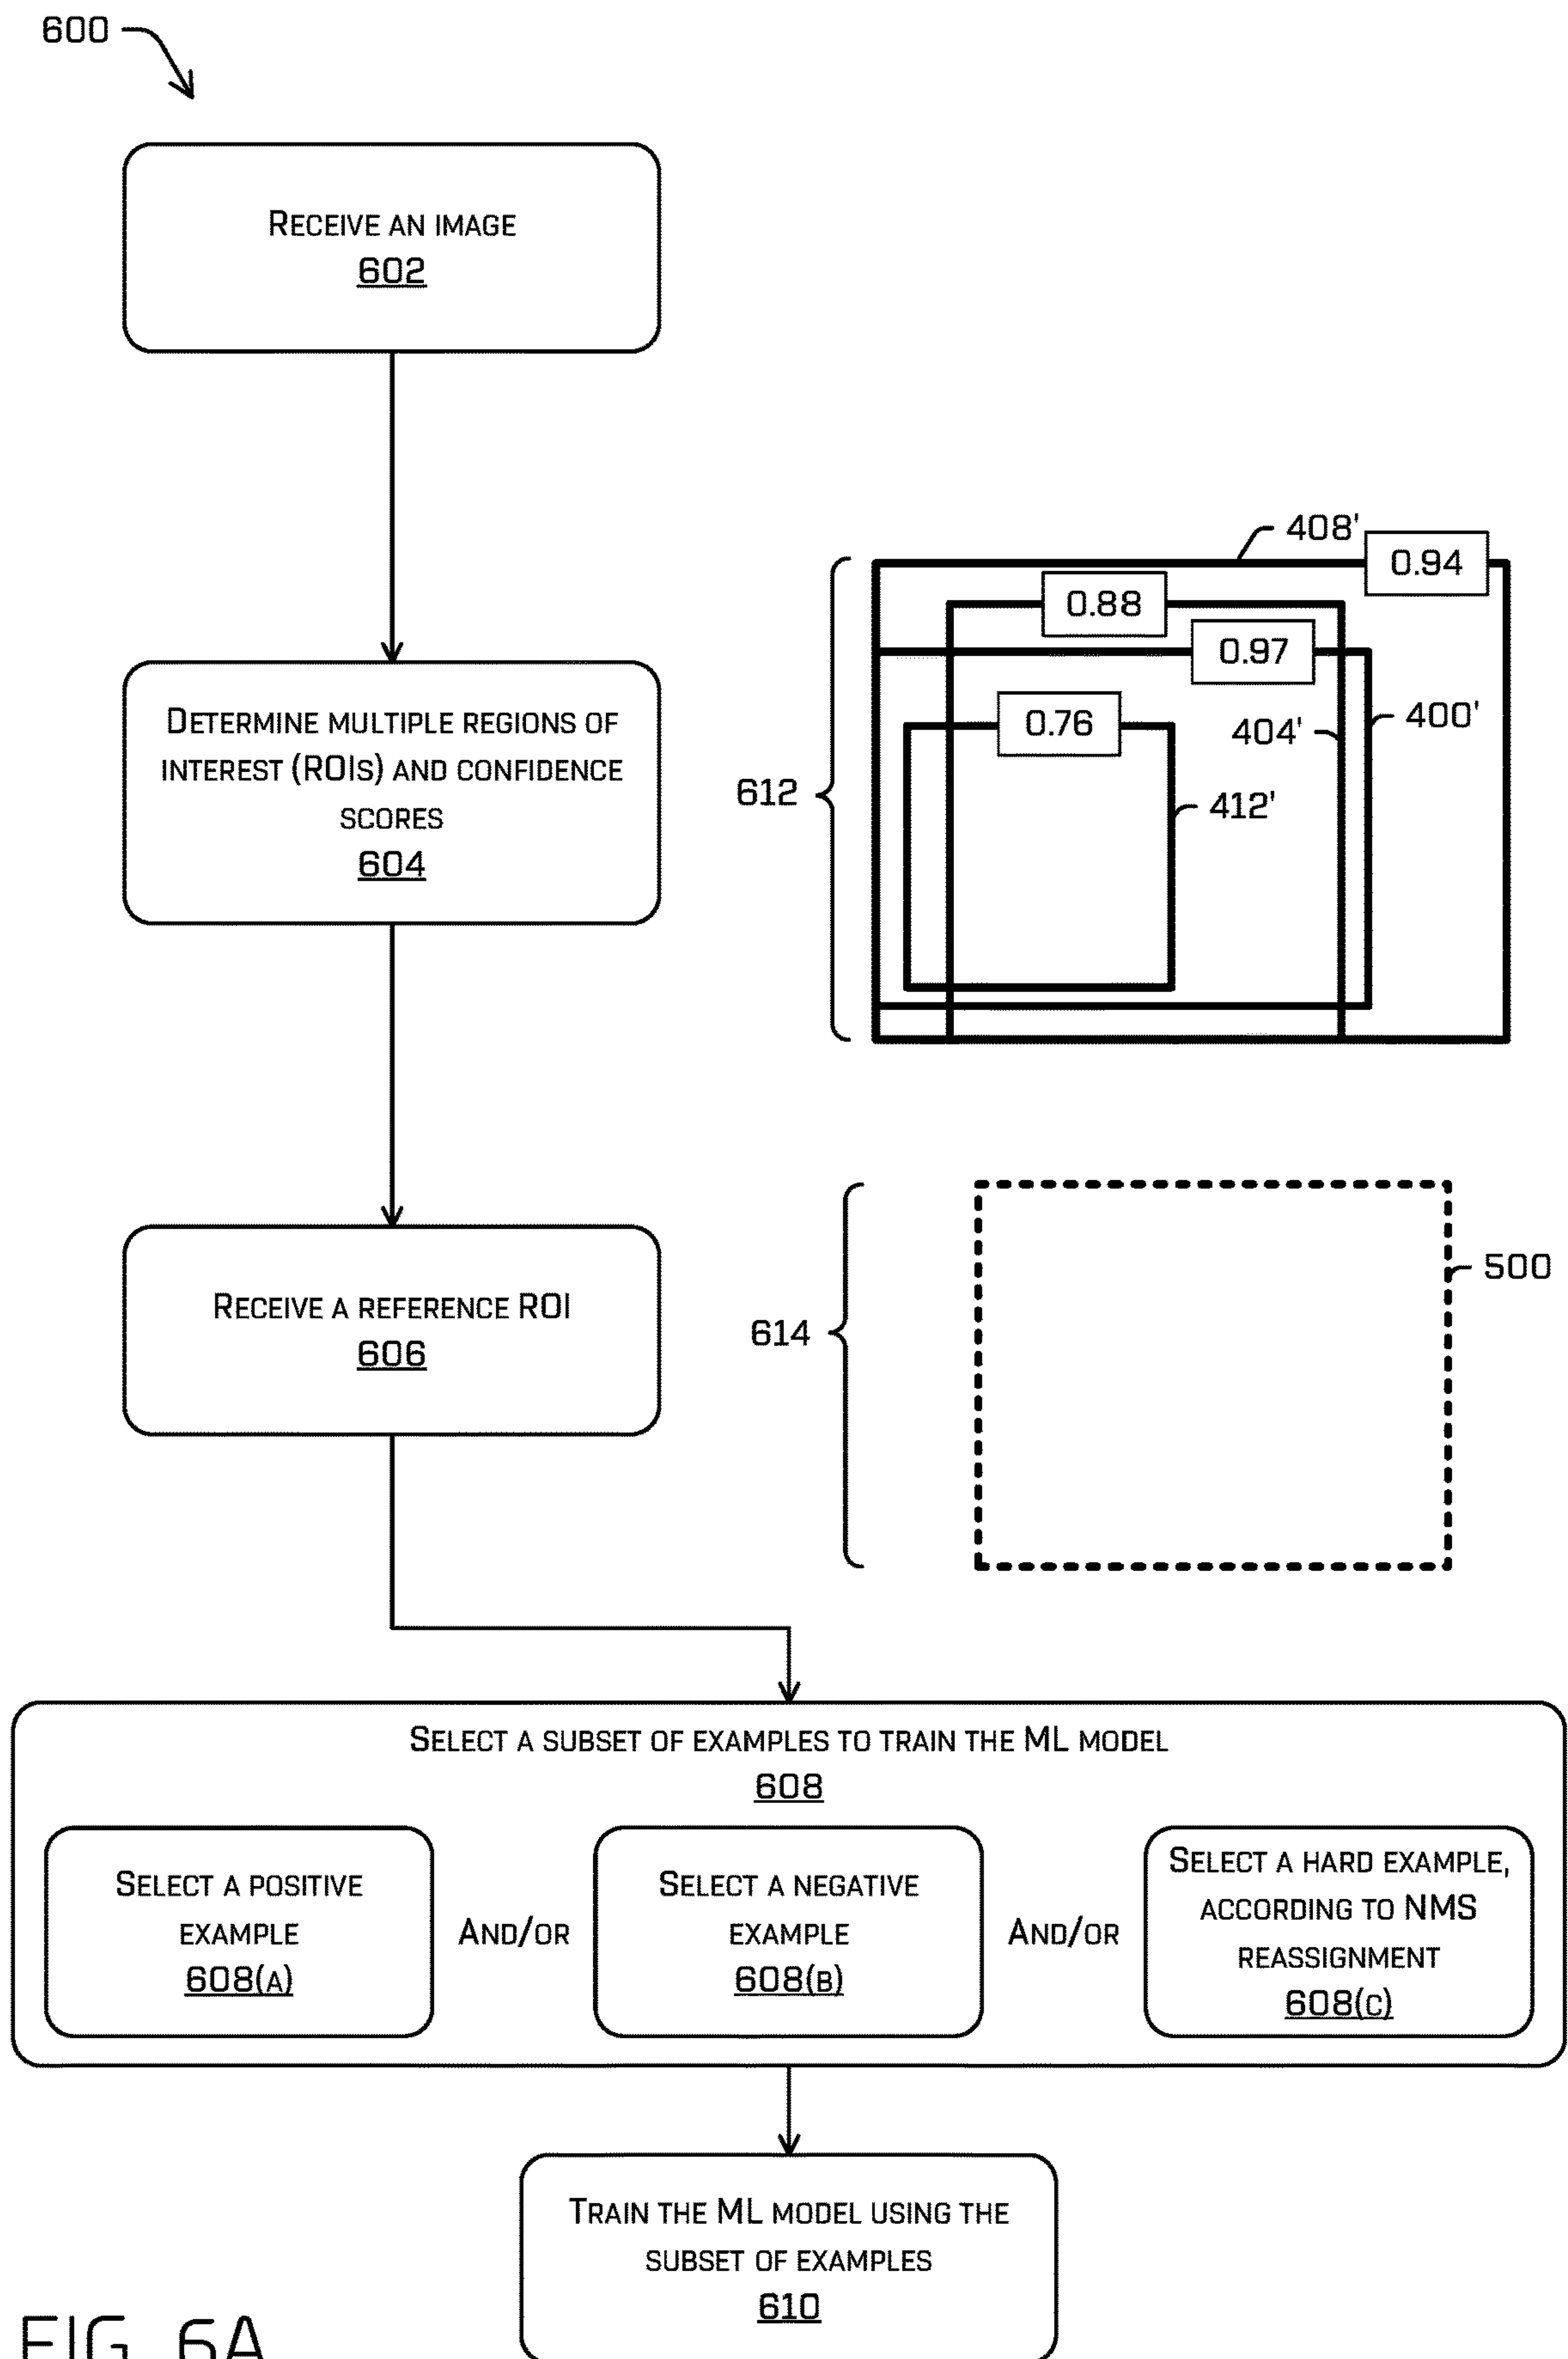 600
RECEIVE AN IMAGE
602
DETERMINE MULTIPLE REGIONS OF
INTEREST (ROIS) AND CONFIDENCE
SCORES
604
612
408'
0.94
0.88
0.97
0.76
404'
400'
412'
RECEIVE A REFERENCE ROI
606
614
500
SELECT A SUBSET OF EXAMPLES TO TRAIN THE ML MODEL
608
SELECT A POSITIVE
EXAMPLE
608(A)
AND/OR
SELECT A NEGATIVE
EXAMPLE
608(B)
AND/OR
SELECT A HARD EXAMPLE,
ACCORDING TO NMS
REASSIGNMENT
608(C)
TRAIN THE ML MODEL USING THE
SUBSET OF EXAMPLES
610
FIG. 6A